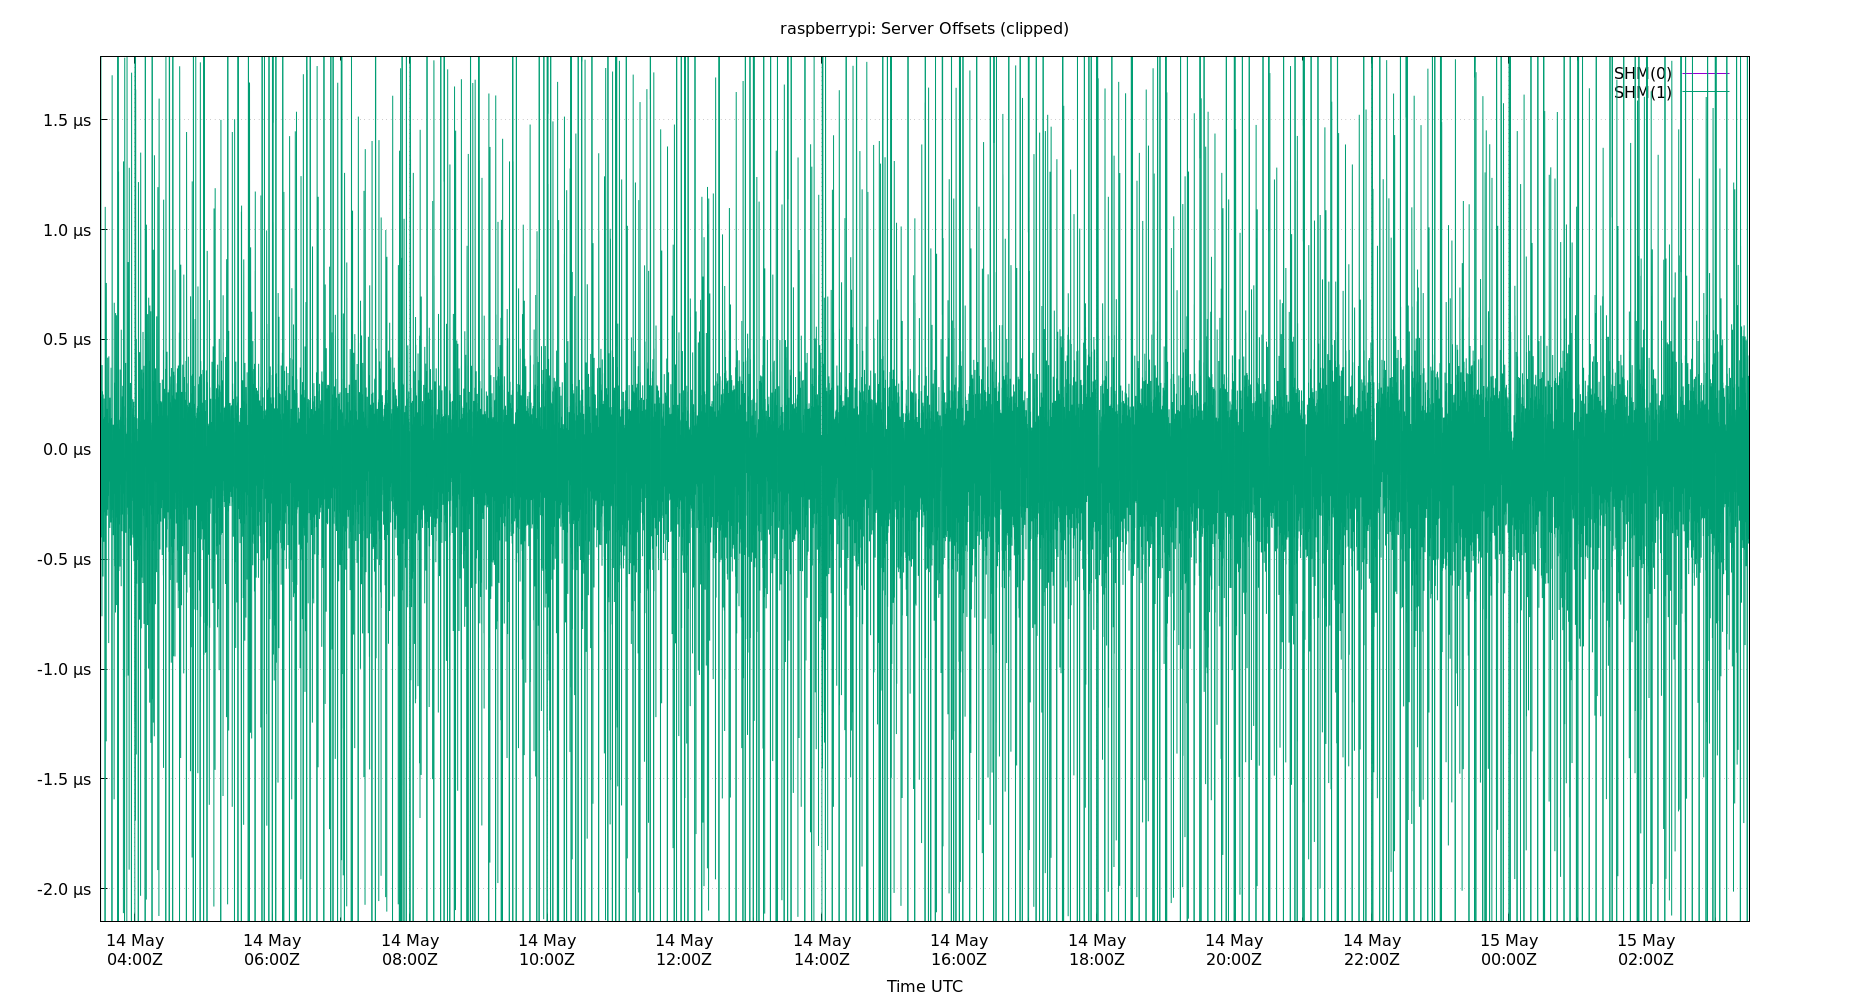 raspberrypi: Server Offsets (clipped)
SHM(0)
SHM(1)
1.5 µs
1.0 µs
0.5 µs
0.0 µs
-0.5 µs
-1.0 µs
-1.5 µs
-2.0 µs
14 May 14 May 14 May 14 May 14 May 14 May 14 May 14 May 14 May 14 May 15 May 15 May
04:00Z 06:00Z 08:00Z 10:00Z 12:00Z 14:00Z 16:00Z 18:00Z 20:00Z 22:00Z 00:00Z 02:00Z
Time UTC